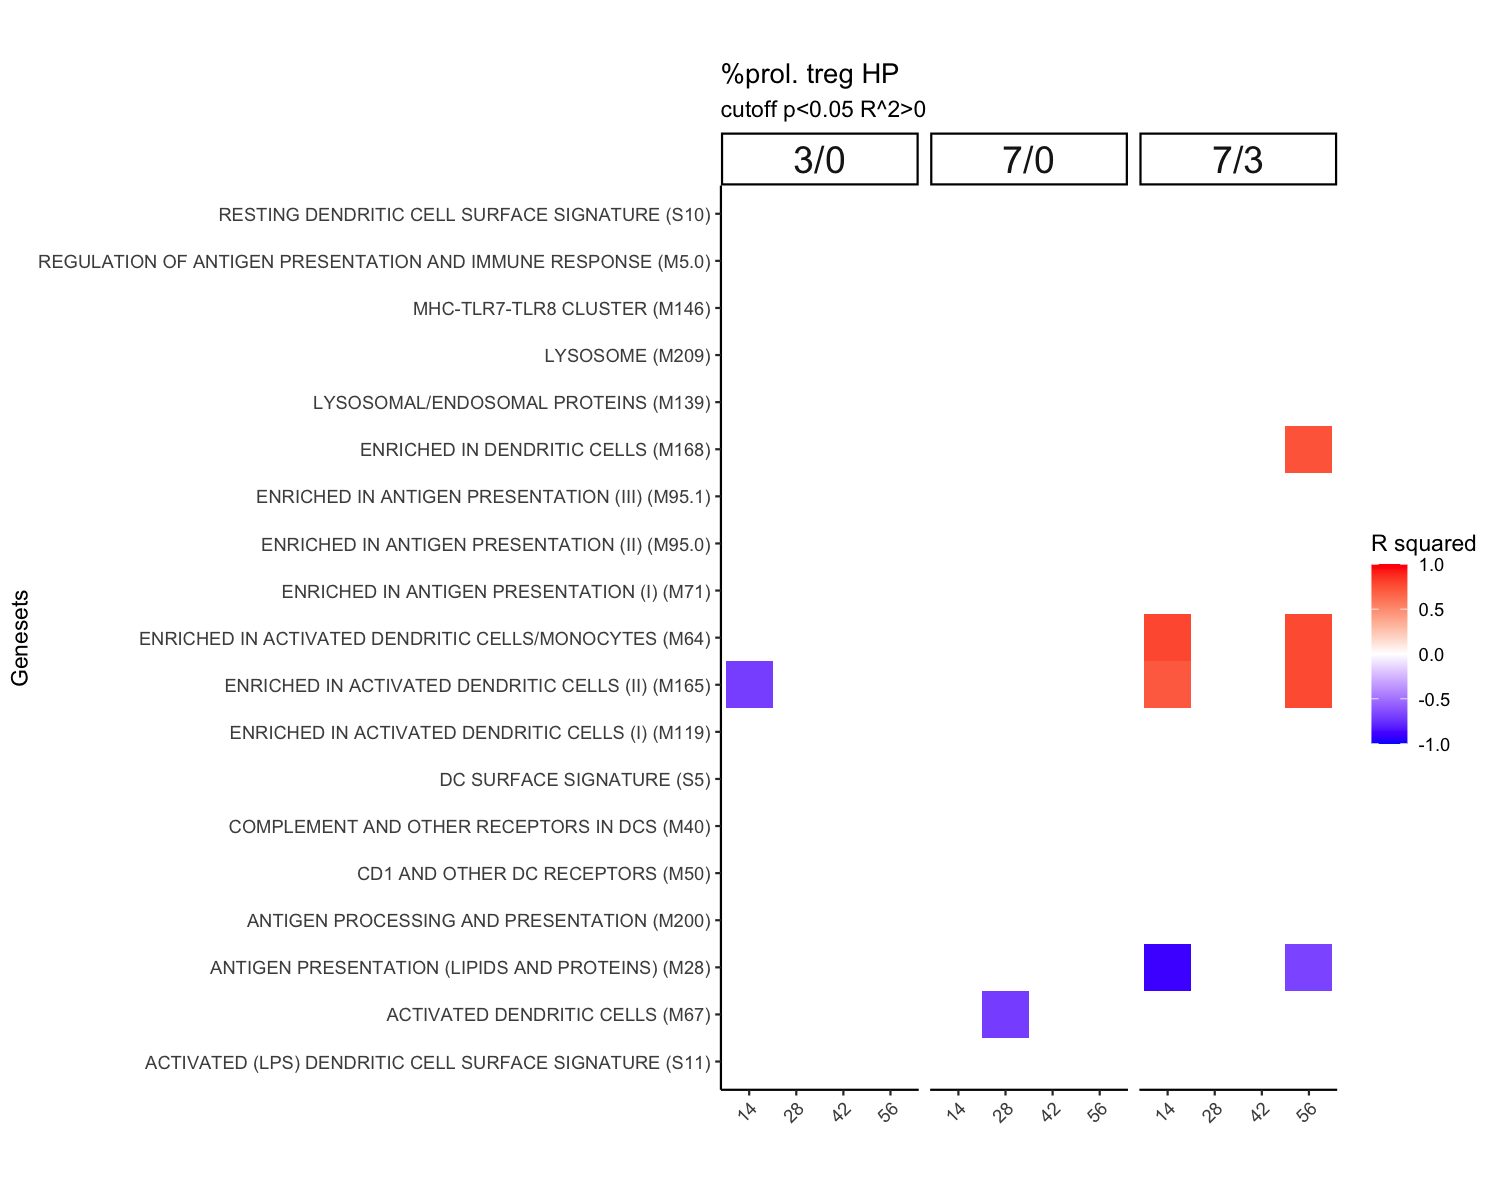 %prol. treg HP
cutoff p<0.05 R^2>0
3/0 7/0 7/3
RESTING DENDRITIC CELL SURFACE SIGNATURE (S10)
REGULATION OF ANTIGEN PRESENTATION AND IMMUNE RESPONSE (M5.0)
MHC-TLR7-TLR8 CLUSTER (M146)
LYSOSOME (M209)
LYSOSOMAL/ENDOSOMAL PROTEINS (M139)
ENRICHED IN DENDRITIC CELLS (M168)
ENRICHED IN ANTIGEN PRESENTATION (III) (M95.1)
ENRICHED IN ANTIGEN PRESENTATION (II) (M95.0)
ENRICHED IN ANTIGEN PRESENTATION (I) (M71)
ENRICHED IN ACTIVATED DENDRITIC CELLS/MONOCYTES (M64)
ENRICHED IN ACTIVATED DENDRITIC CELLS (II) (M165)
ENRICHED IN ACTIVATED DENDRITIC CELLS (I) (M119)
DC SURFACE SIGNATURE (S5)
COMPLEMENT AND OTHER RECEPTORS IN DCS (M40)
CD1 AND OTHER DC RECEPTORS (M50)
ANTIGEN PROCESSING AND PRESENTATION (M200)
ANTIGEN PRESENTATION (LIPIDS AND PROTEINS) (M28)
ACTIVATED DENDRITIC CELLS (M67)
ACTIVATED (LPS) DENDRITIC CELL SURFACE SIGNATURE (S11)
Genesets
14 28 42 56 14 28 42 56 14 28 42 56
R squared
1.0
0.5
0.0
-0.5
-1.0